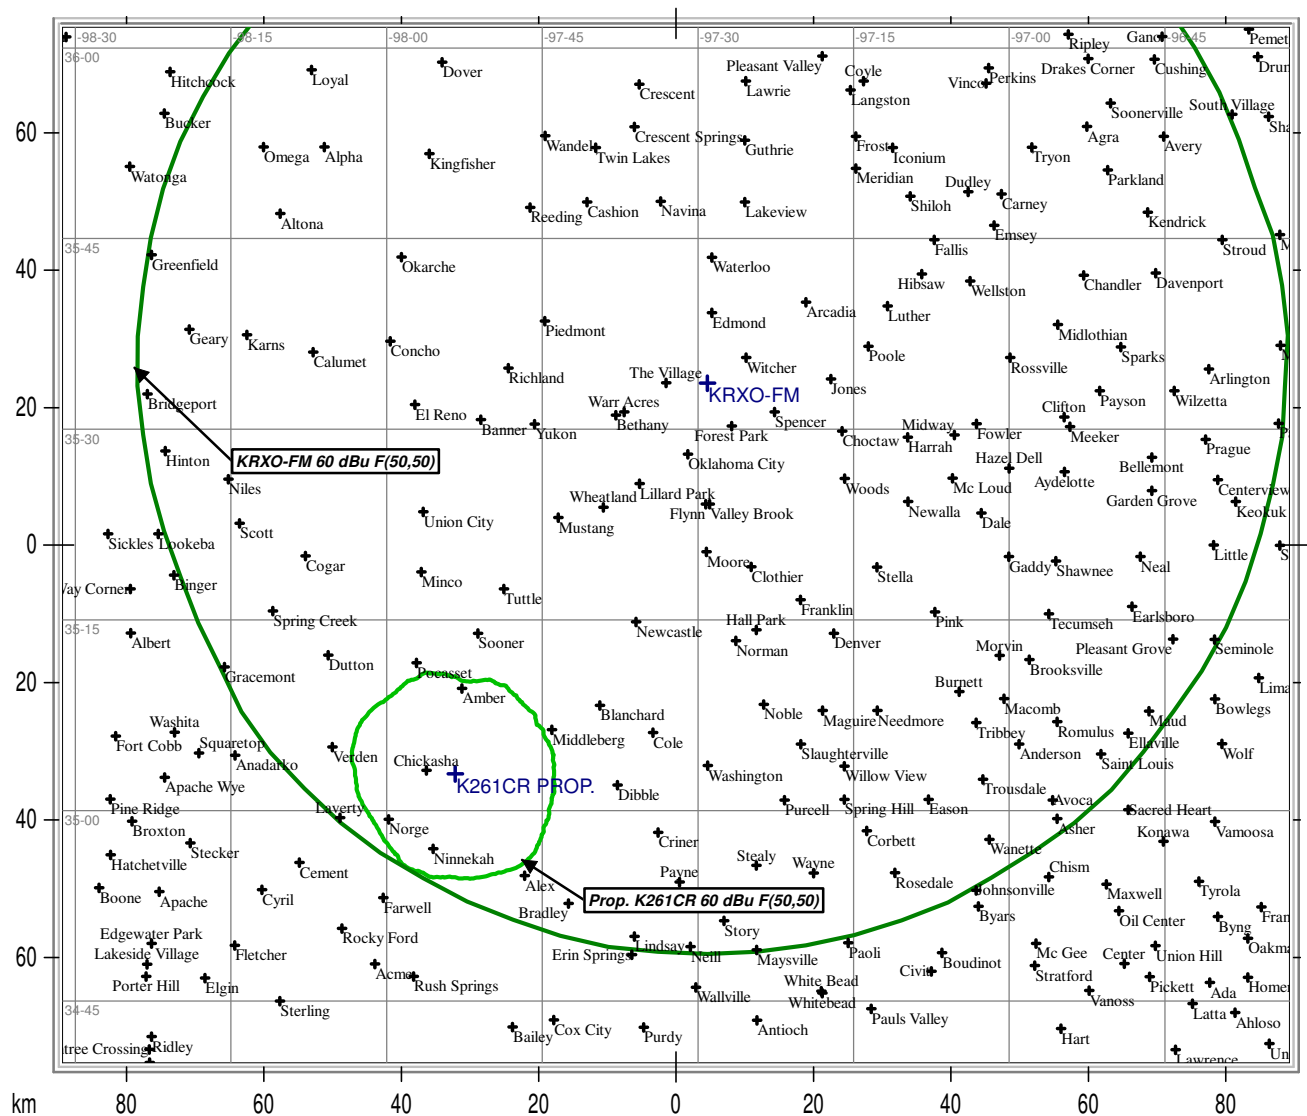 -98-30 -98-15 -98-00 -97-45 -97-30 -97-15 -97-00 -96-45
36-00
Ripley
Pemet
Hitchcock
Loyal
Dover
Pleasant Valley
Coyle
Perkins
Vinco
Drakes Corner
Cushing
Drun
Crescent
Lawrie
Langston
Soonerville
South Village
Sha
Bucker
60
Omega
Alpha
Kingfisher
Wandel
Crescent Springs
Twin Lakes
Guthrie
Frost
Iconium
Tryon
Agra
Avery
Watonga
Meridian
Parkland
Dudley
Altona
Reeding
Cashion
Navina
Lakeview
Shiloh
Carney
Kendrick
Emsey
35-45
Fallis
Stroud
Greenfield
40
Okarche
Waterloo
Hibsaw
Wellston
Chandler
Davenport
Geary
Karns
Calumet
Concho
Piedmont
Edmond
Arcadia
Luther
Midlothian
Sparks
Richland
The Village
Witcher
Poole
Rossville
Arlington
KRXO-FM
Jones
Bridgeport
20
El Reno
Warr Acres
Bethany
Spencer
Payson
Wilzetta
Banner
Yukon
Forest Park
Choctaw
Midway
Harrah
Fowler
Clifton
Meeker
35-30
Prague
KRXO-FM 60 dBu F(50,50)
Hinton
Oklahoma City
Hazel Dell
Bellemont
Niles
Wheatland
Lillard Park
Woods
Mc Loud
Aydelotte
Garden Grove
Centerview
Scott
Union City
Mustang
Flynn
Valley Brook
Newalla
Dale
Keokuk
0
Sickles
Lookeba
Cogar
Moore
Clothier
Stella
Gaddy
Shawnee
Neal
Little
S
Way Corner
Binger
Minco
Tuttle
Spring Creek
Franklin
Pink
Tecumseh
Earlsboro
35-15
Albert
Sooner
Newcastle
Hall Park
Norman
Denver
Morvin
Brooksville
Pleasant Grove
Seminole
Dutton
Gracemont
Pocasset
Amber
20
Burnett
Lima
Blanchard
Noble
Maguire
Needmore
Macomb
Maud
Bowlegs
Washita
Fort Cobb
Squaretop
Anadarko
Verden
Middleberg
Cole
Slaughterville
Tribbey
Anderson
Romulus
Ellaville
Saint Louis
Wolf
Apache Wye
Chickasha
K261CR PROP.
Dibble
Washington
Willow View
Trousdale
Pine Ridge
Laverty
Purcell
Spring Hill
Eason
Avoca
Sacred Heart
35-00
40
Broxton
Norge
Criner
Corbett
Wanette
Asher
Konawa
Vamoosa
Hatchetville
Stecker
Cement
Ninnekah
Stealy
Wayne
Chism
Boone
Apache
Cyril
Farwell
Alex
Payne
Rosedale
Johnsonville
Maxwell
Tyrola
Prop. K261CR 60 dBu F(50,50)
Bradley
Byars
Oil Center
Byng
Fran
Edgewater Park
Lakeside Village
Fletcher
Rocky Ford
Story
60
Erin Springs
Lindsay
Neill
Maysville
Paoli
Boudinot
Mc Gee
Center
Union Hill
Oakma
Porter Hill
Elgin
Acme
Rush Springs
White Bead
Civit
Stratford
Pickett
Ada
Homer
34-45
Sterling
Wallville
Whitebead
Pauls Valley
Vanoss
Latta
Ahloso
Bailey
Cox City
Purdy
Antioch
Hart
tree Crossing
Ridley
Lawrence
Un
km 80 60 40 20 0 20 40 60 80